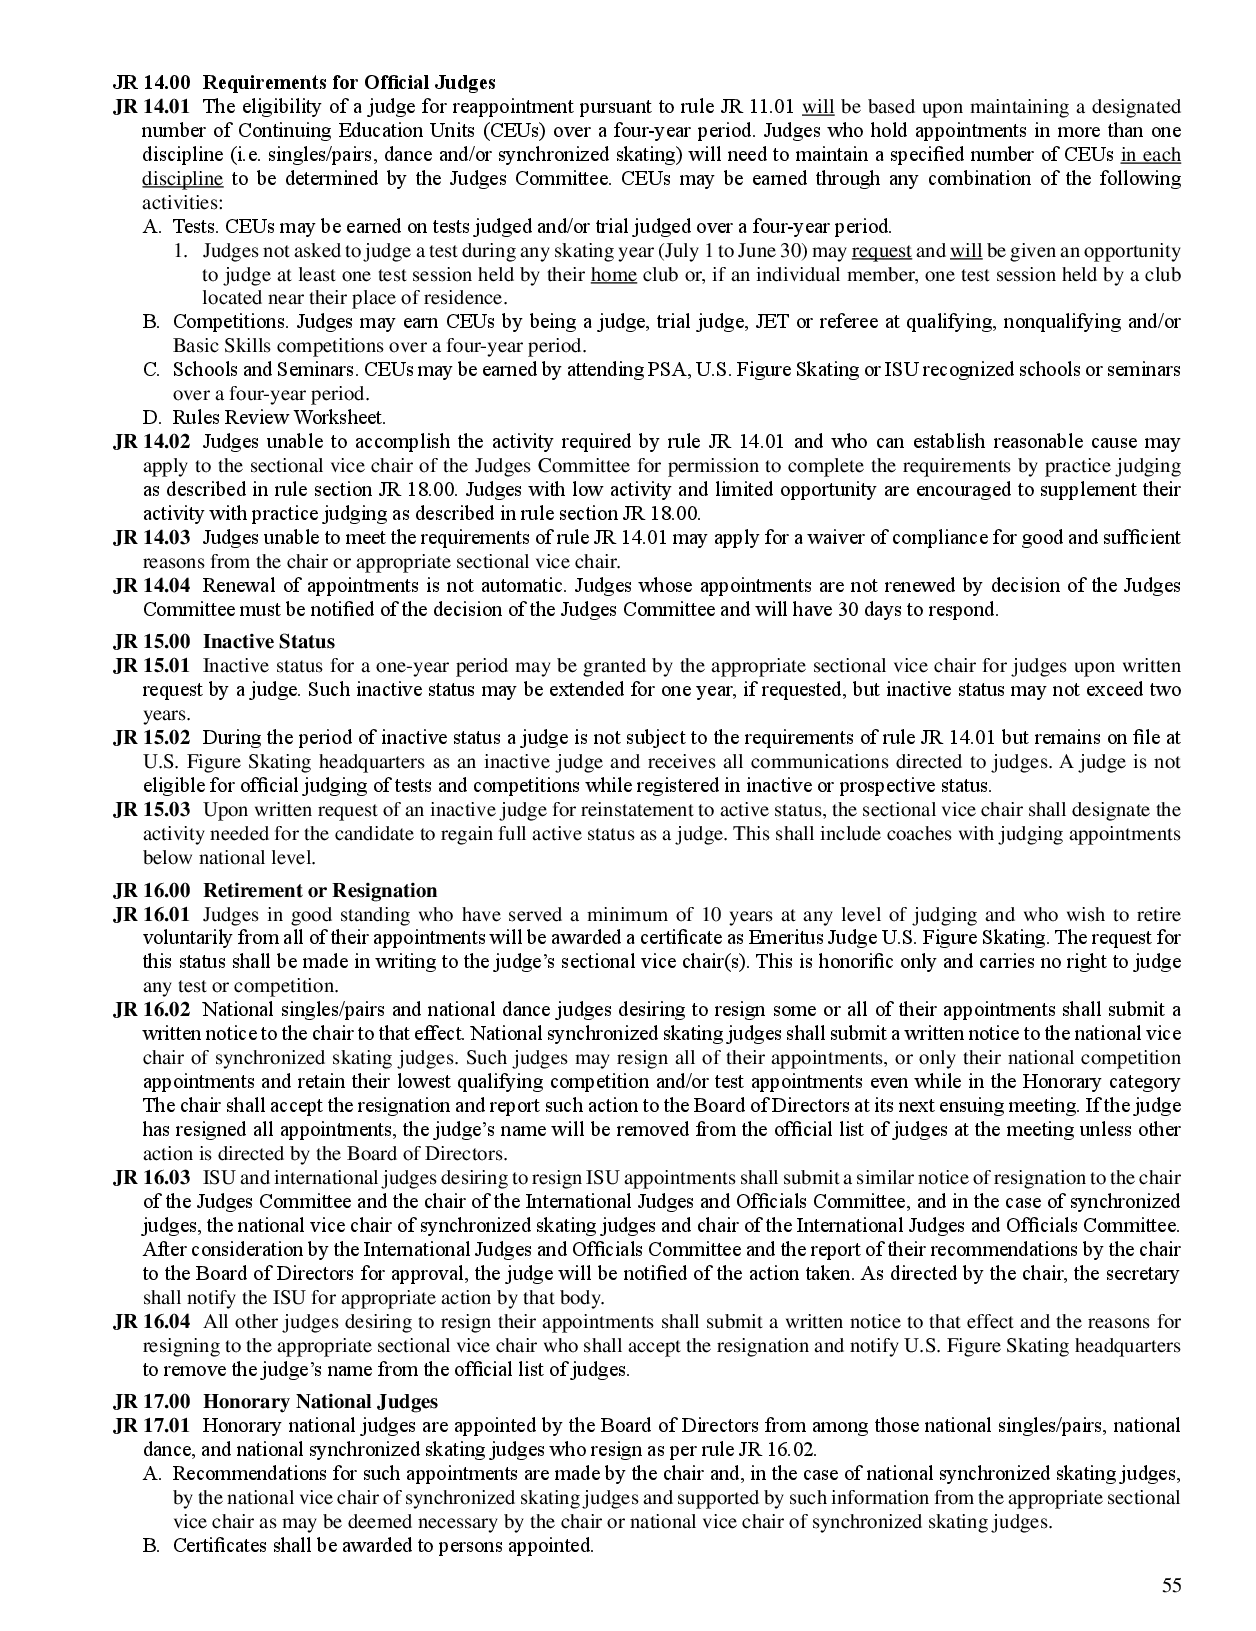 JR 14.00 Requirements for Official Judges
JR 14.01 The eligibility of a judge for reappointment pursuant to rule JR 11.01 will be based upon maintaining a designated
number of Continuing Education Units (CEUs) over a four-year period. Judges who hold appointments in more than one
discipline (i.e. singles/pairs, dance and/or synchronized skating) will need to maintain a specified number of CEUs in each
discipline to be determined by the Judges Committee. CEUs may be earned through any combination of the following
activities:
A. Tests. CEUs may be earned on tests judged and/or trial judged over a four-year period.
1. Judges not asked to judge a test during any skating year (July 1 to June 30) may request and will be given an opportunity
to judge at least one test session held by their home club or, if an individual member, one test session held by a club
located near their place of residence.
B. Competitions. Judges may earn CEUs by being a judge, trial judge, JET or referee at qualifying, nonqualifying and/or
Basic Skills competitions over a four-year period.
C. Schools and Seminars. CEUs may be earned by attending PSA, U.S. Figure Skating or ISU recognized schools or seminars
over a four-year period.
D. Rules Review Worksheet.
JR 14.02 Judges unable to accomplish the activity required by rule JR 14.01 and who can establish reasonable cause may
apply to the sectional vice chair of the Judges Committee for permission to complete the requirements by practice judging
as described in rule section JR 18.00. Judges with low activity and limited opportunity are encouraged to supplement their
activity with practice judging as described in rule section JR 18.00.
JR 14.03 Judges unable to meet the requirements of rule JR 14.01 may apply for a waiver of compliance for good and sufficient
reasons from the chair or appropriate sectional vice chair.
JR 14.04 Renewal of appointments is not automatic. Judges whose appointments are not renewed by decision of the Judges
Committee must be notified of the decision of the Judges Committee and will have 30 days to respond.
JR 15.00 Inactive Status
JR 15.01 Inactive status for a one-year period may be granted by the appropriate sectional vice chair for judges upon written
request by a judge. Such inactive status may be extended for one year, if requested, but inactive status may not exceed two
years.
JR 15.02 During the period of inactive status a judge is not subject to the requirements of rule JR 14.01 but remains on file at
U.S. Figure Skating headquarters as an inactive judge and receives all communications directed to judges. A judge is not
eligible for official judging of tests and competitions while registered in inactive or prospective status.
JR 15.03 Upon written request of an inactive judge for reinstatement to active status, the sectional vice chair shall designate the
activity needed for the candidate to regain full active status as a judge. This shall include coaches with judging appointments
below national level.
JR 16.00 Retirement or Resignation
JR 16.01 Judges in good standing who have served a minimum of 10 years at any level of judging and who wish to retire
voluntarily from all of their appointments will be awarded a certificate as Emeritus Judge U.S. Figure Skating. The request for
this status shall be made in writing to the judge’s sectional vice chair(s). This is honorific only and carries no right to judge
any test or competition.
JR 16.02 National singles/pairs and national dance judges desiring to resign some or all of their appointments shall submit a
written notice to the chair to that effect. National synchronized skating judges shall submit a written notice to the national vice
chair of synchronized skating judges. Such judges may resign all of their appointments, or only their national competition
appointments and retain their lowest qualifying competition and/or test appointments even while in the Honorary category
The chair shall accept the resignation and report such action to the Board of Directors at its next ensuing meeting. If the judge
has resigned all appointments, the judge’s name will be removed from the official list of judges at the meeting unless other
action is directed by the Board of Directors.
JR 16.03 ISU and international judges desiring to resign ISU appointments shall submit a similar notice of resignation to the chair
of the Judges Committee and the chair of the International Judges and Officials Committee, and in the case of synchronized
judges, the national vice chair of synchronized skating judges and chair of the International Judges and Officials Committee.
After consideration by the International Judges and Officials Committee and the report of their recommendations by the chair
to the Board of Directors for approval, the judge will be notified of the action taken. As directed by the chair, the secretary
shall notify the ISU for appropriate action by that body.
JR 16.04 All other judges desiring to resign their appointments shall submit a written notice to that effect and the reasons for
resigning to the appropriate sectional vice chair who shall accept the resignation and notify U.S. Figure Skating headquarters
to remove the judge’s name from the official list of judges.
JR 17.00 Honorary National Judges
JR 17.01 Honorary national judges are appointed by the Board of Directors from among those national singles/pairs, national
dance, and national synchronized skating judges who resign as per rule JR 16.02.
A. Recommendations for such appointments are made by the chair and, in the case of national synchronized skating judges,
by the national vice chair of synchronized skating judges and supported by such information from the appropriate sectional
vice chair as may be deemed necessary by the chair or national vice chair of synchronized skating judges.
B. Certificates shall be awarded to persons appointed.
55